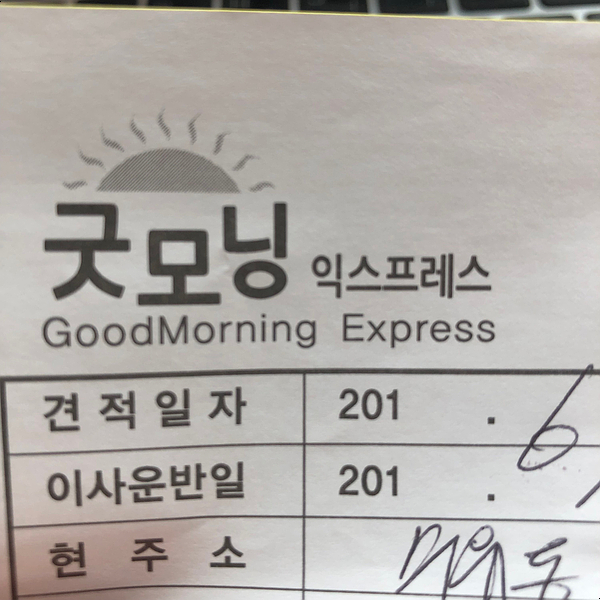 굿모닝 익스프레스
GoodMorning Express
견적일자 201 . 6.
이사운반일 201 .
현주소